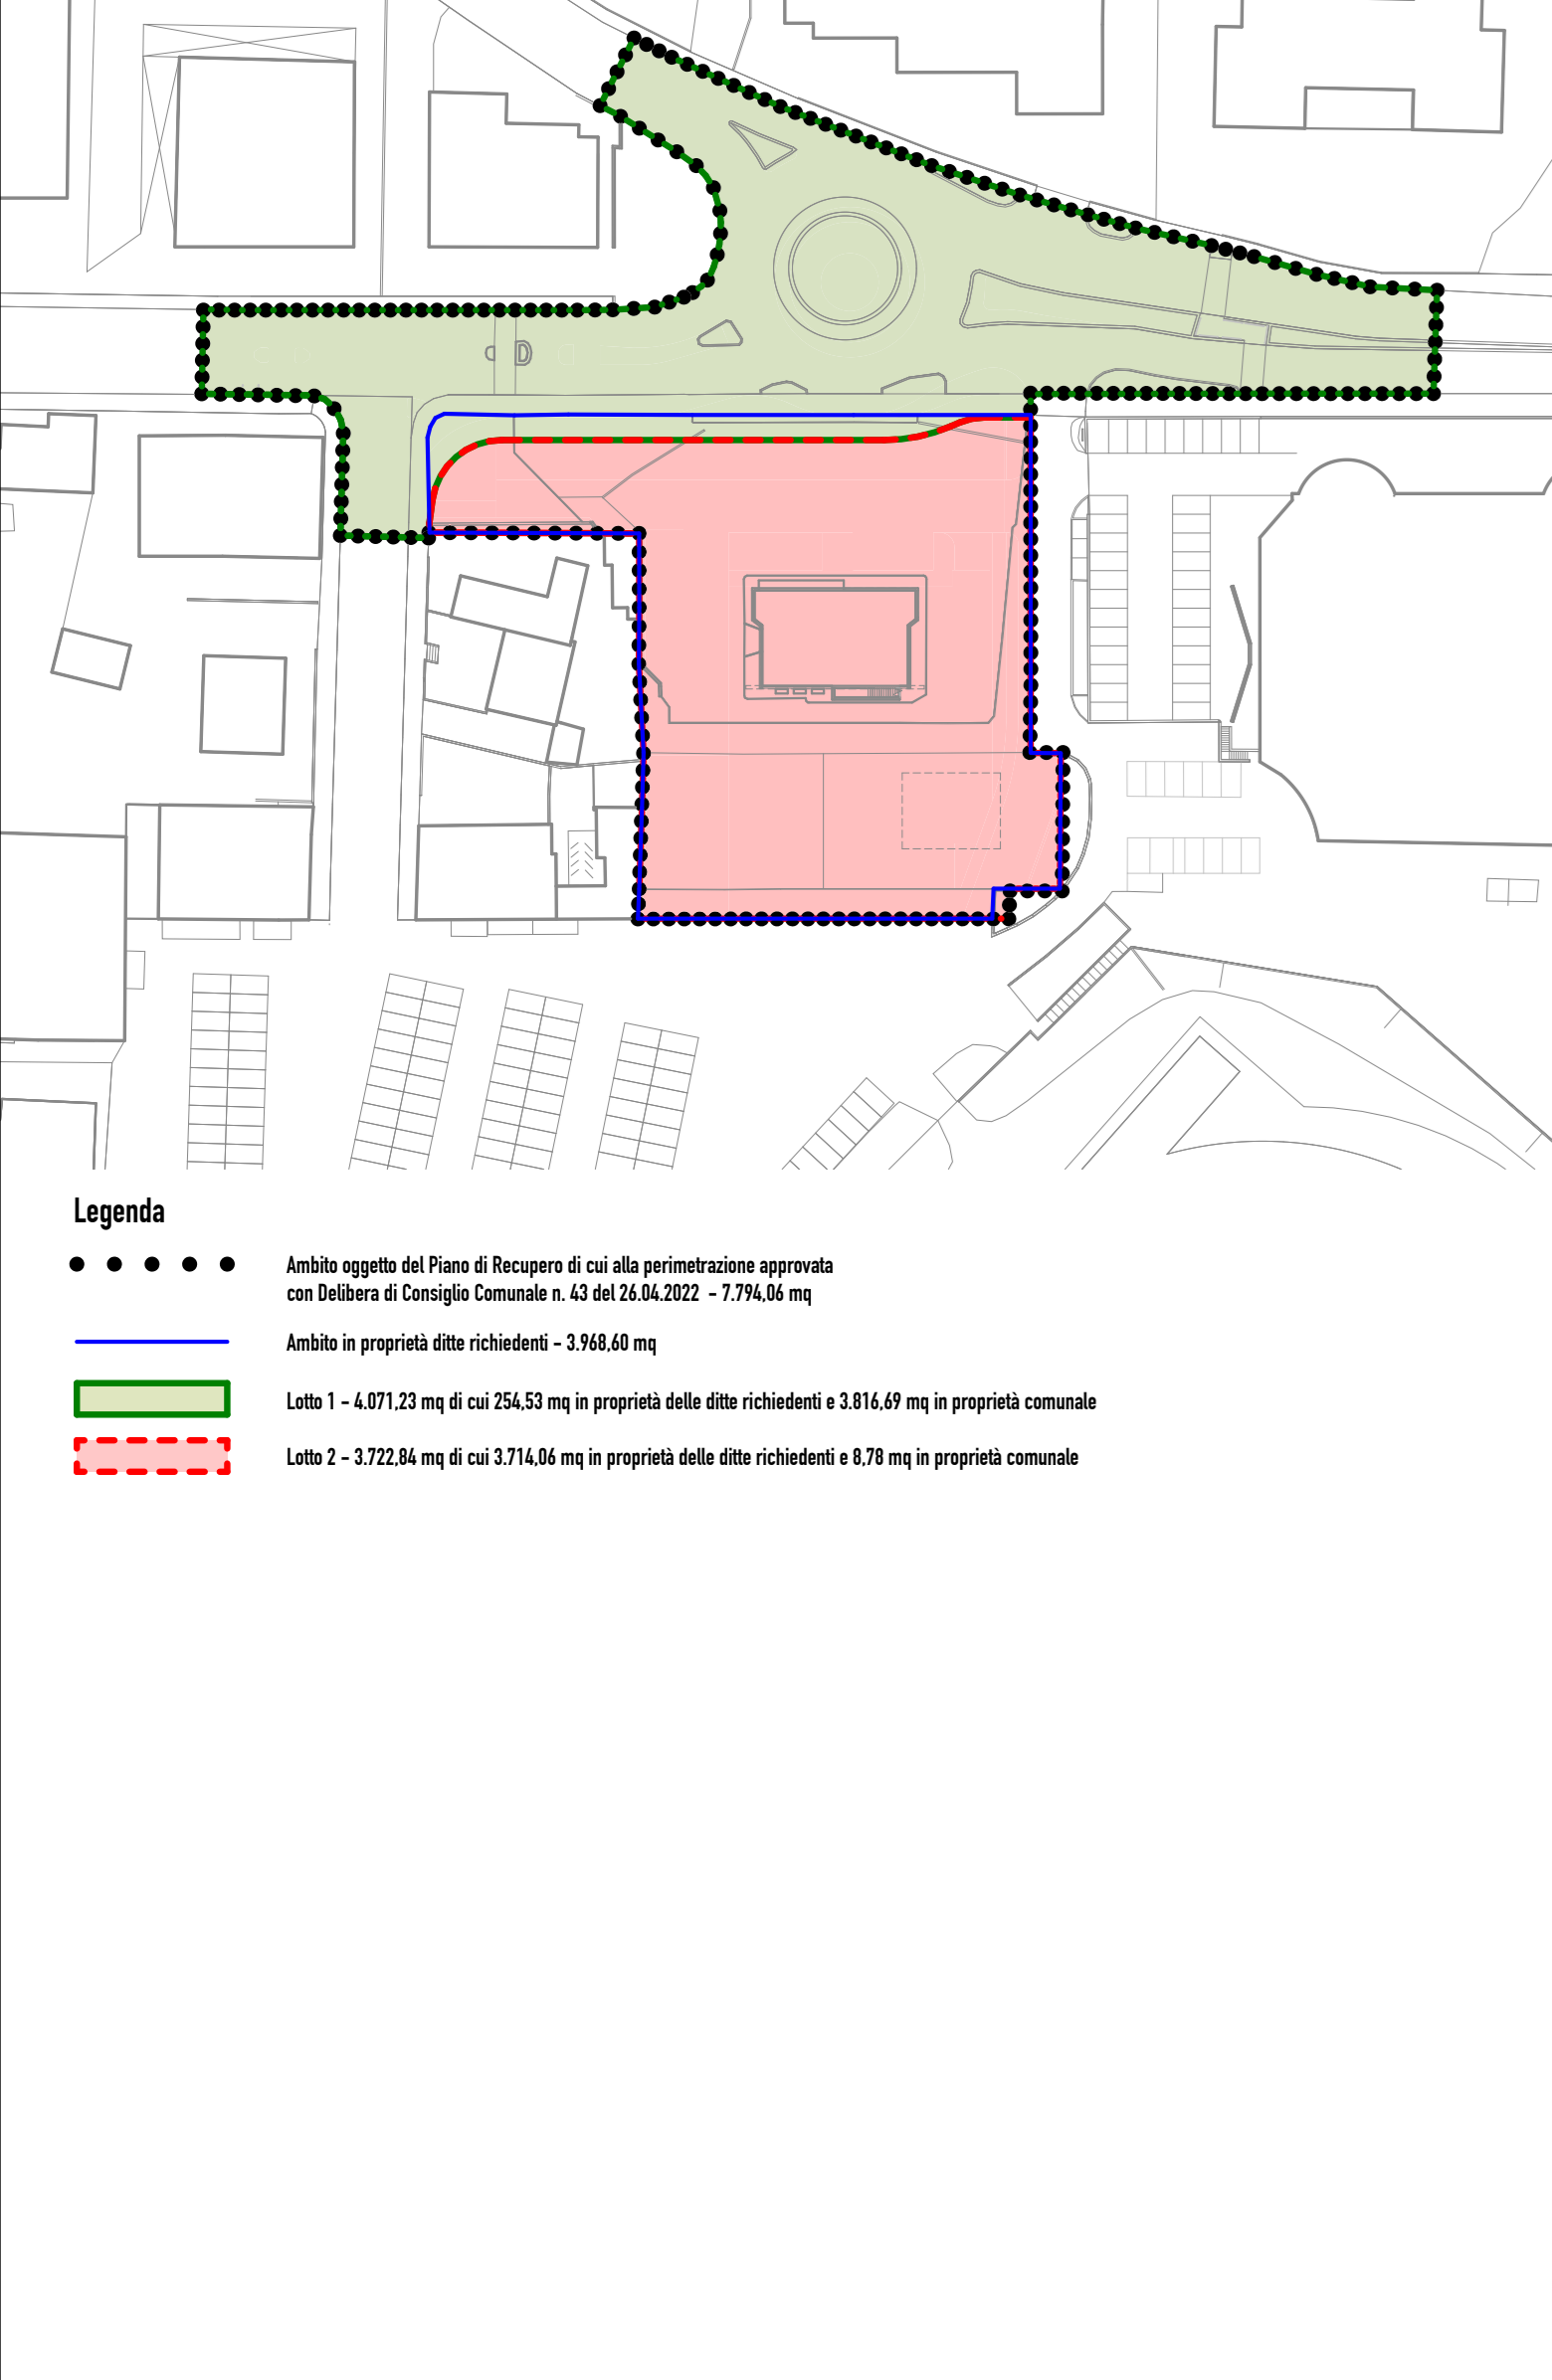 Legenda
Ambito oggetto del Piano di Recupero di cui alla perimetrazione approvata
con Delibera di Consiglio Comunale n. 43 del 26.04.2022 - 7.794,06 mq
Ambito in proprietà ditte richiedenti - 3.968,60 mq
Lotto 1 - 4.071,23 mq di cui 254,53 mq in proprietà delle ditte richiedenti e 3.816,69 mq in proprietà comunale
Lotto 2 - 3.722,84 mq di cui 3.714,06 mq in proprietà delle ditte richiedenti e 8,78 mq in proprietà comunale